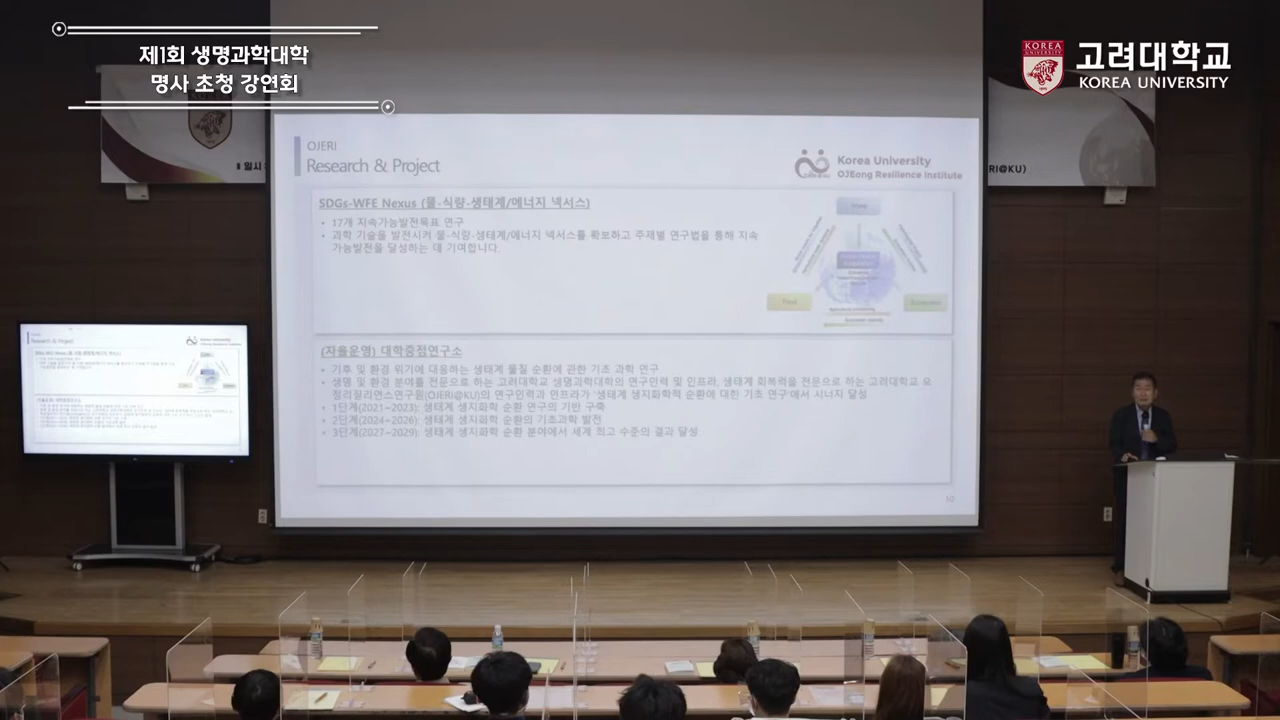 제1회 생명과학대학
명사 초청 강연회
KOREA
고려대학교
KOREA UNIVERSITY
일시
RI@KU)
OJERI
Research & Project
Korea University
OJEong Resilience Institute
SDGs-WFE Nexus (물-식량-생태계/에너지 넥서스)
• 17개 지속가능발전목표 연구
• 과학 기술을 발전시켜 물-식량-생태계/에너지 넥서스를 확보하고 주제별 연구법을 통해 지속
가능발전을 달성하는 데 기여합니다.
Food
Ecosystem
(자율운영) 대학중점연구소
• 기후 및 환경 위기에 대응하는 생태계 물질 순환에 관한 기초 과학 연구
• 생명 및 환경 분야를 전문으로 하는 고려대학교 생명과학대학의 연구인력 및 인프라, 생태계 회복력을 전문으로 하는 고려대학교 오
정리질리언스연구원(OJERI@KU)의 연구인력과 인프라가 '생태계 생지화학적 순환에 대한 기초 연구'에서 시너지 달성
• 1단계(2021~2023): 생태계 생지화학 순환 연구의 기반 구축
• 2단계(2024~2026): 생태계 생지화학 순환의 기초과학 발전
• 3단계(2027~2029): 생태계 생지화학 순환 분야에서 세계 최고 수준의 결과 달성
10
Research & Project
Korea University